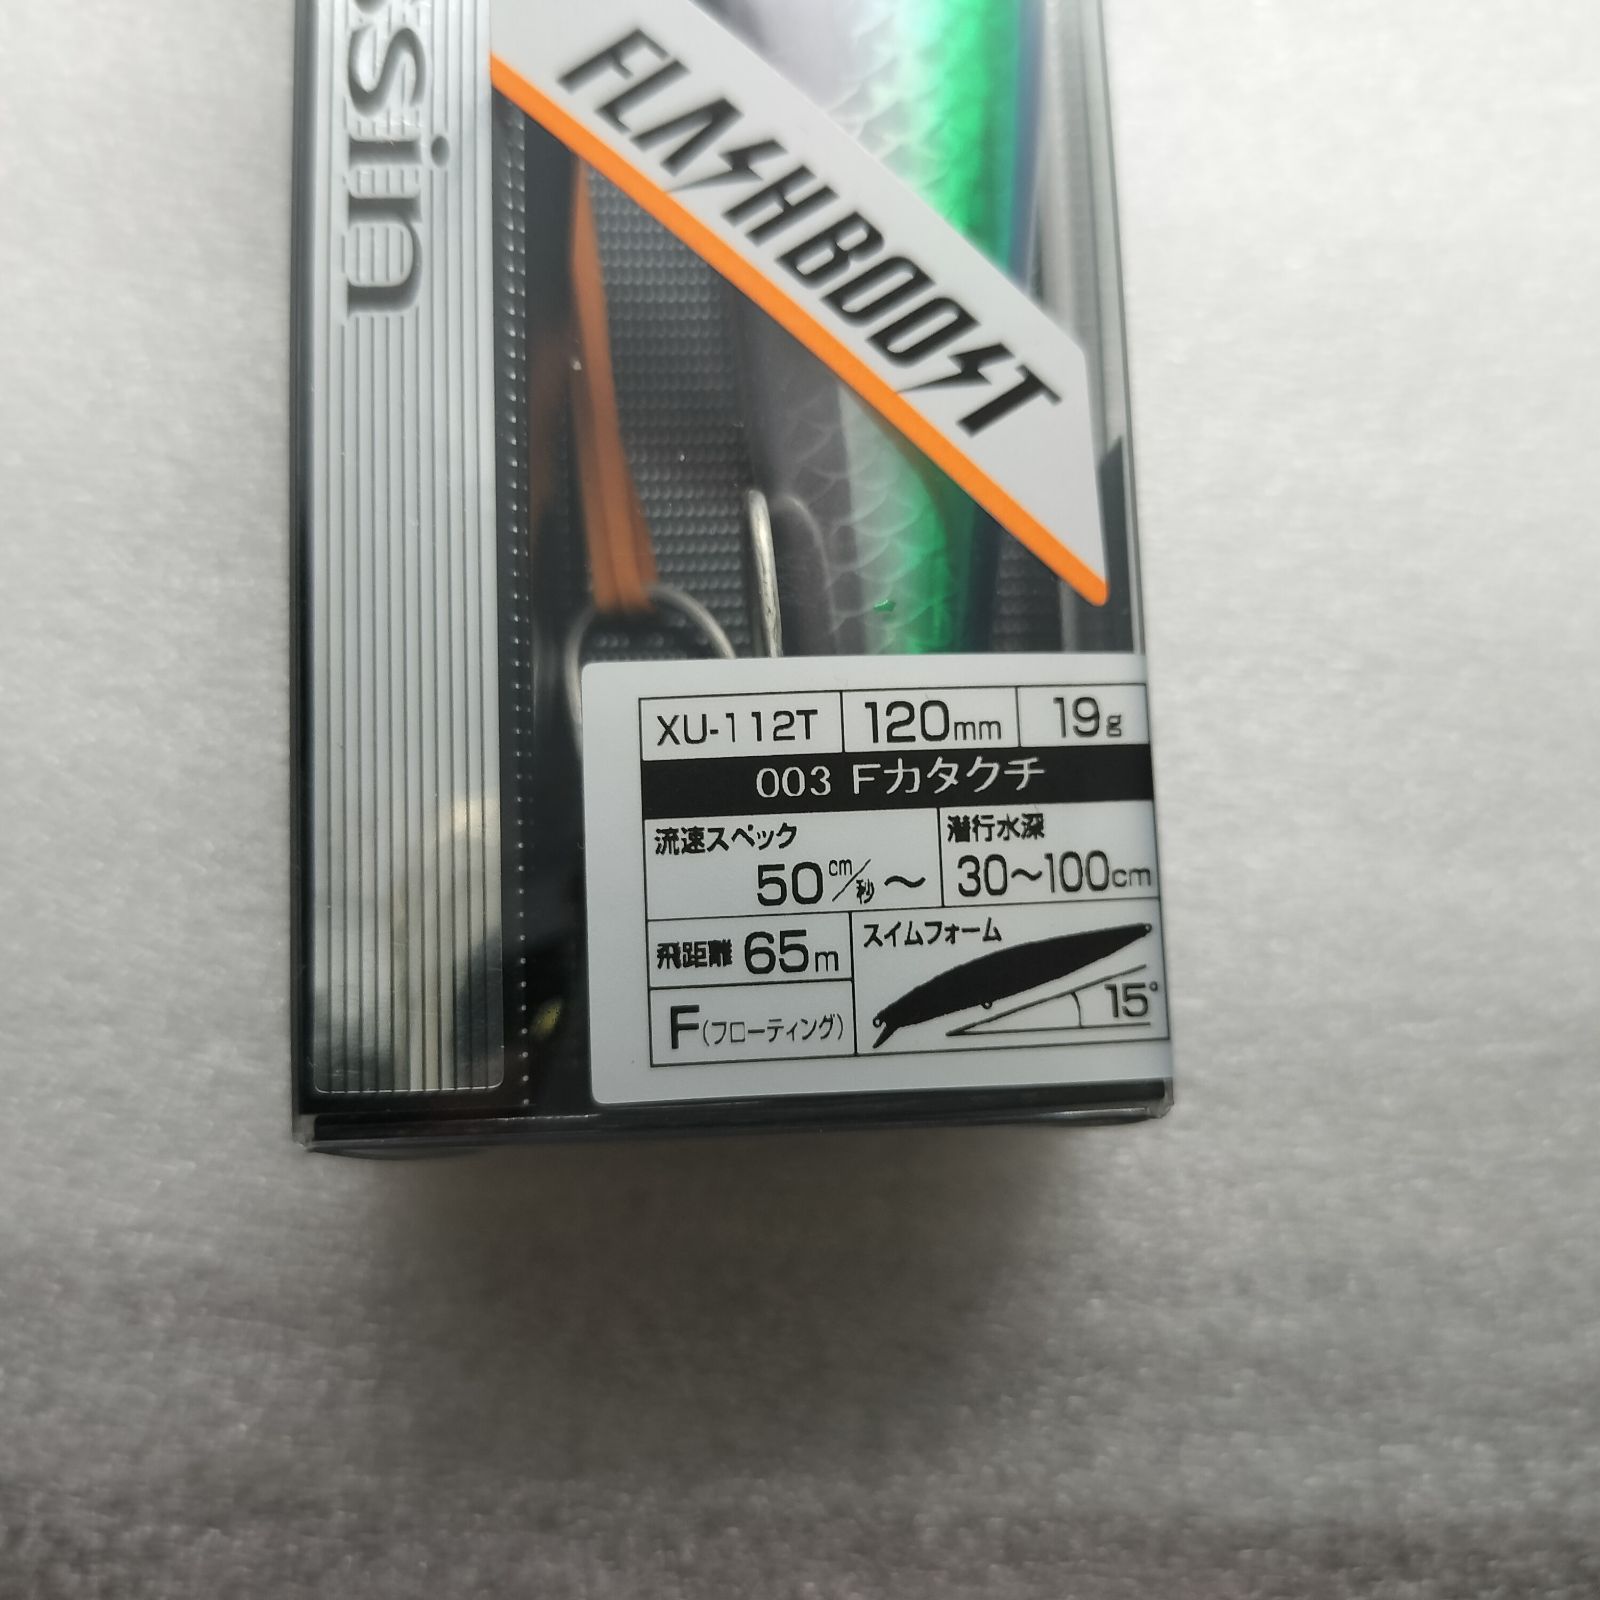 ssin
FLASHBOOST
XU-112T 120mm 19g
003 Fカタクチ
流速スペック
50cm/秒～
潜行水深
30～100cm
飛距離 65m
スイムフォーム
15°
F(フローティング)